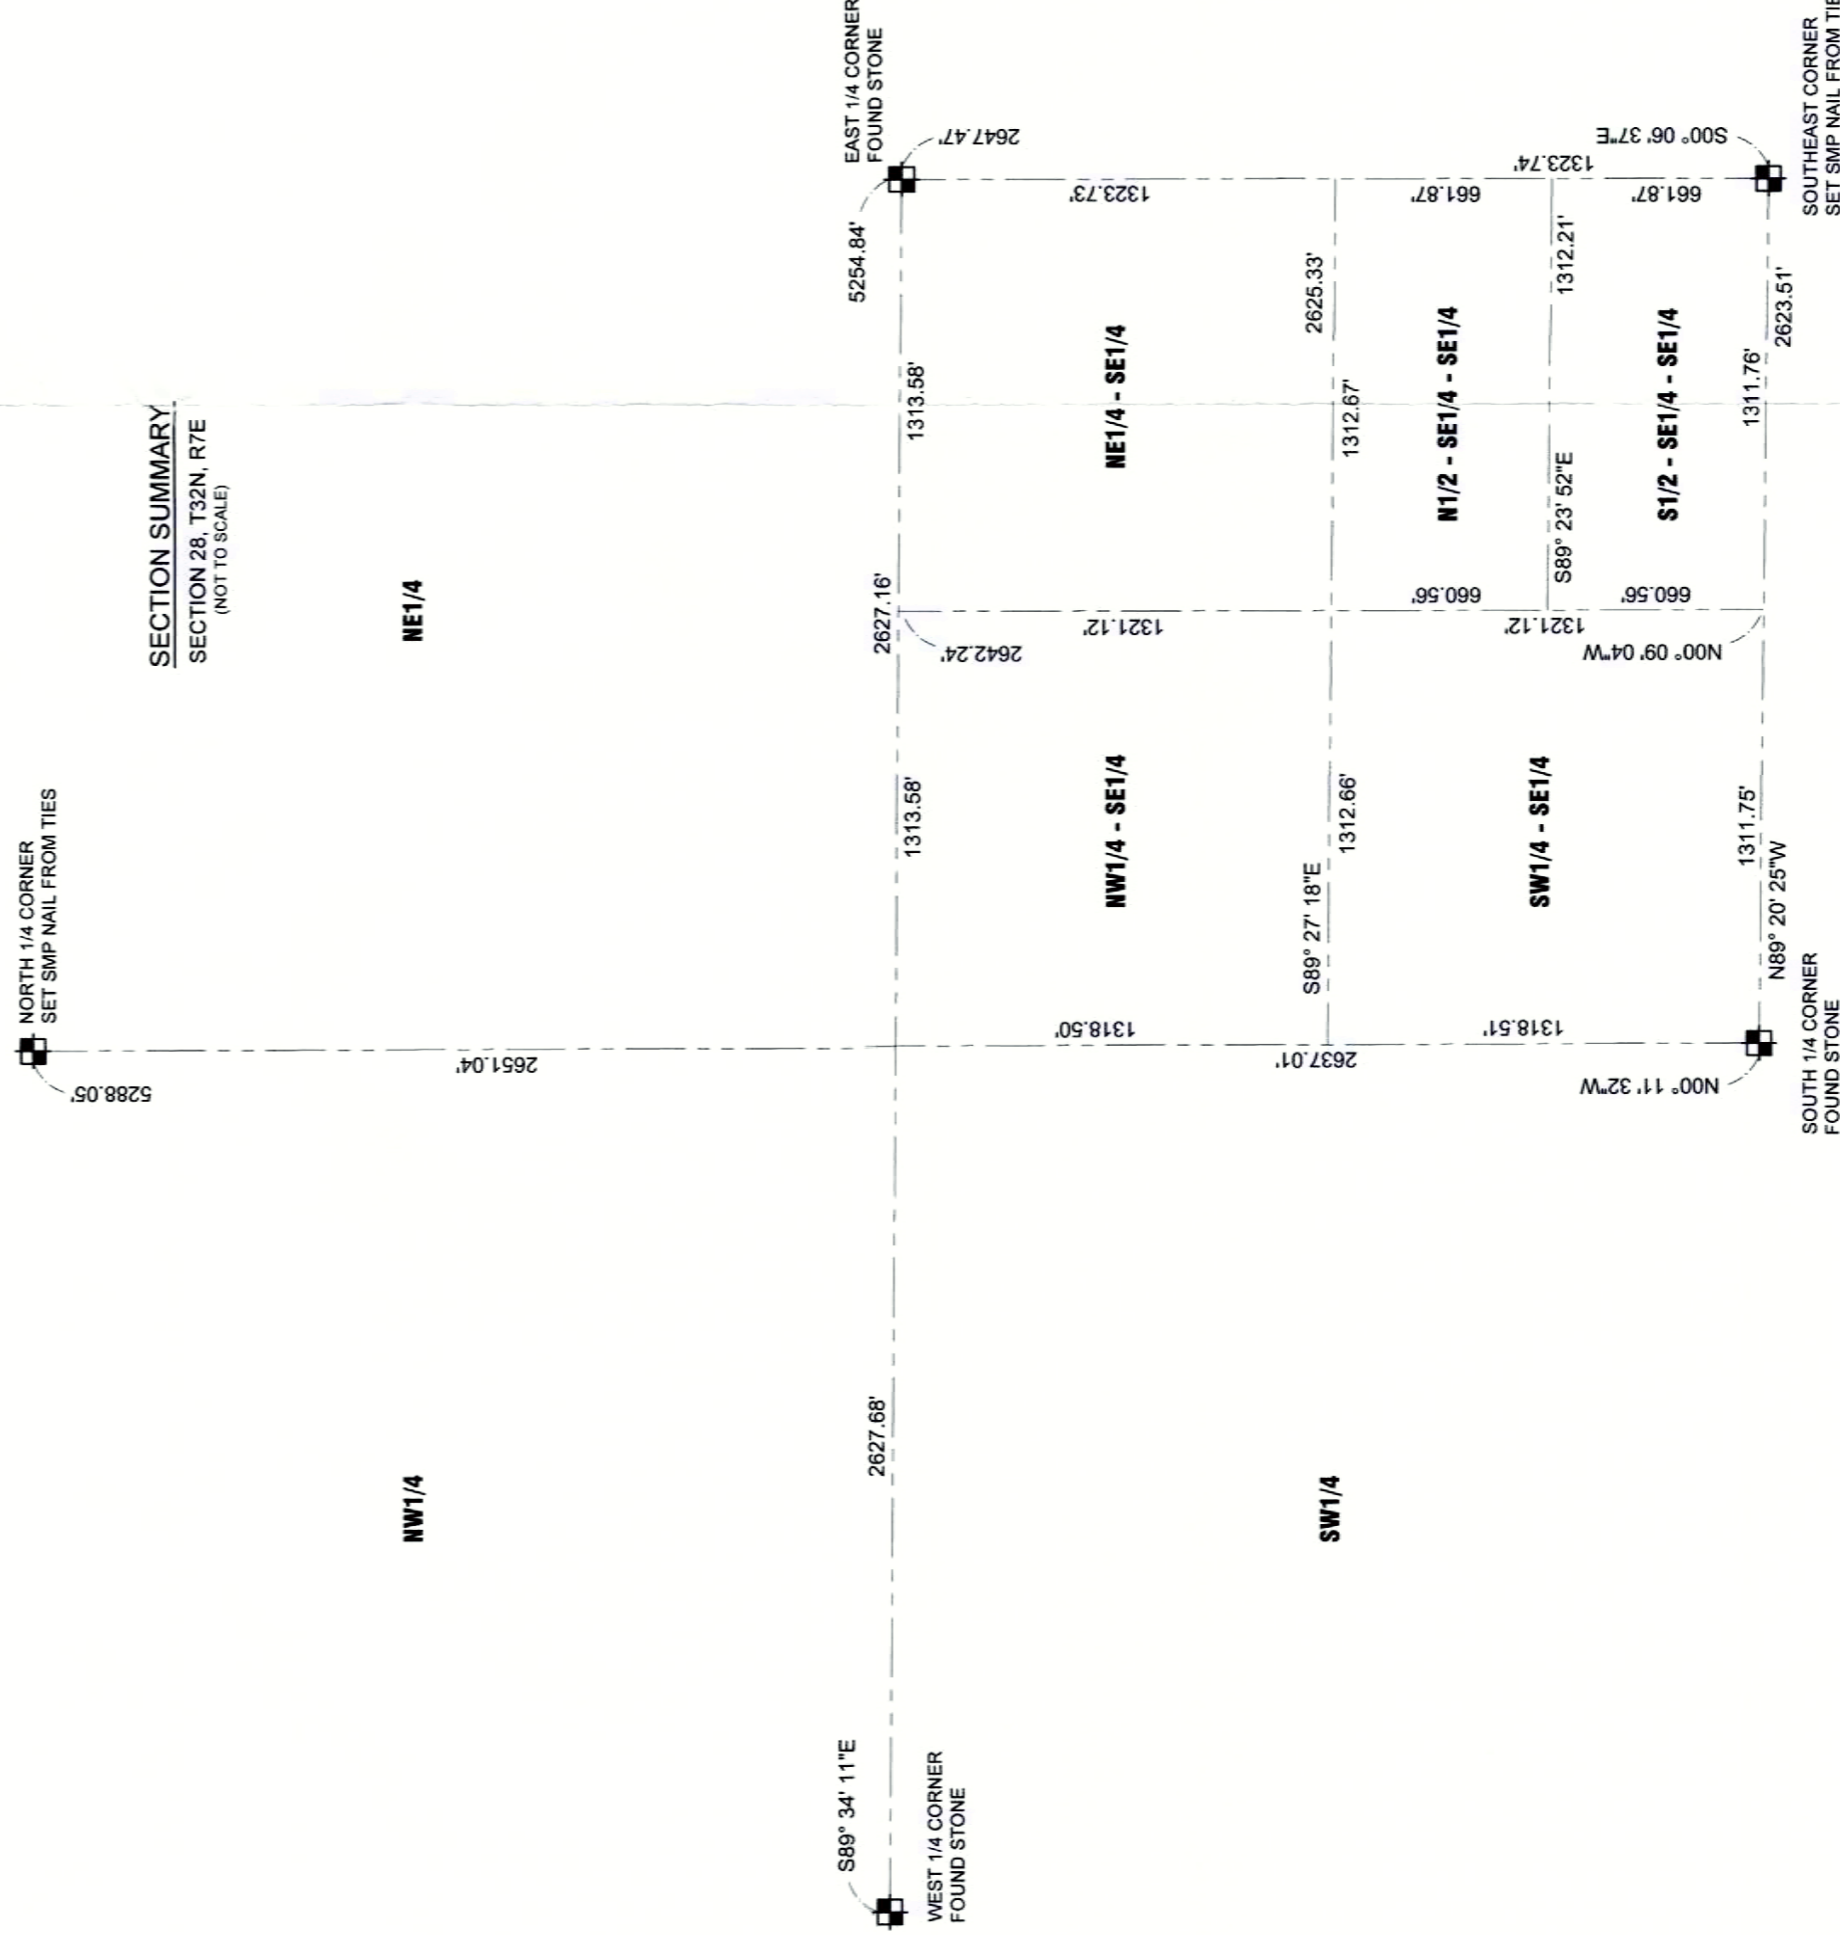 SECTION SUMMARY
SECTION 28, T32N, R7E
(NOT TO SCALE)
NORTH 1/4 CORNER
SET SMP NAIL FROM TIES
5288.05'
2651.04'
NW1/4
NE1/4
S89° 34' 11"E
WEST 1/4 CORNER
FOUND STONE
2627.68'
2627.16'
5254.84'
EAST 1/4 CORNER
FOUND STONE
1313.58'
1313.58'
2642.24'
2647.47'
1318.50'
NW1/4 - SE1/4
1321.12'
NE1/4 - SE1/4
1323.73'
SW1/4
2637.01'
S89° 27' 18"E
2625.33'
1312.66'
1312.67'
1318.51'
SW1/4 - SE1/4
660.56'
N1/2 - SE1/4 - SE1/4
661.87'
1321.12'
S89° 23' 52"E
1312.21'
1323.74'
660.56'
S1/2 - SE1/4 - SE1/4
661.87'
N00° 11' 32"W
N00° 09' 04"W
S00° 06' 37"E
1311.75'
1311.76'
N89° 20' 25"W
2623.51'
SOUTH 1/4 CORNER
FOUND STONE
SOUTHEAST CORNER
SET SMP NAIL FROM TIE